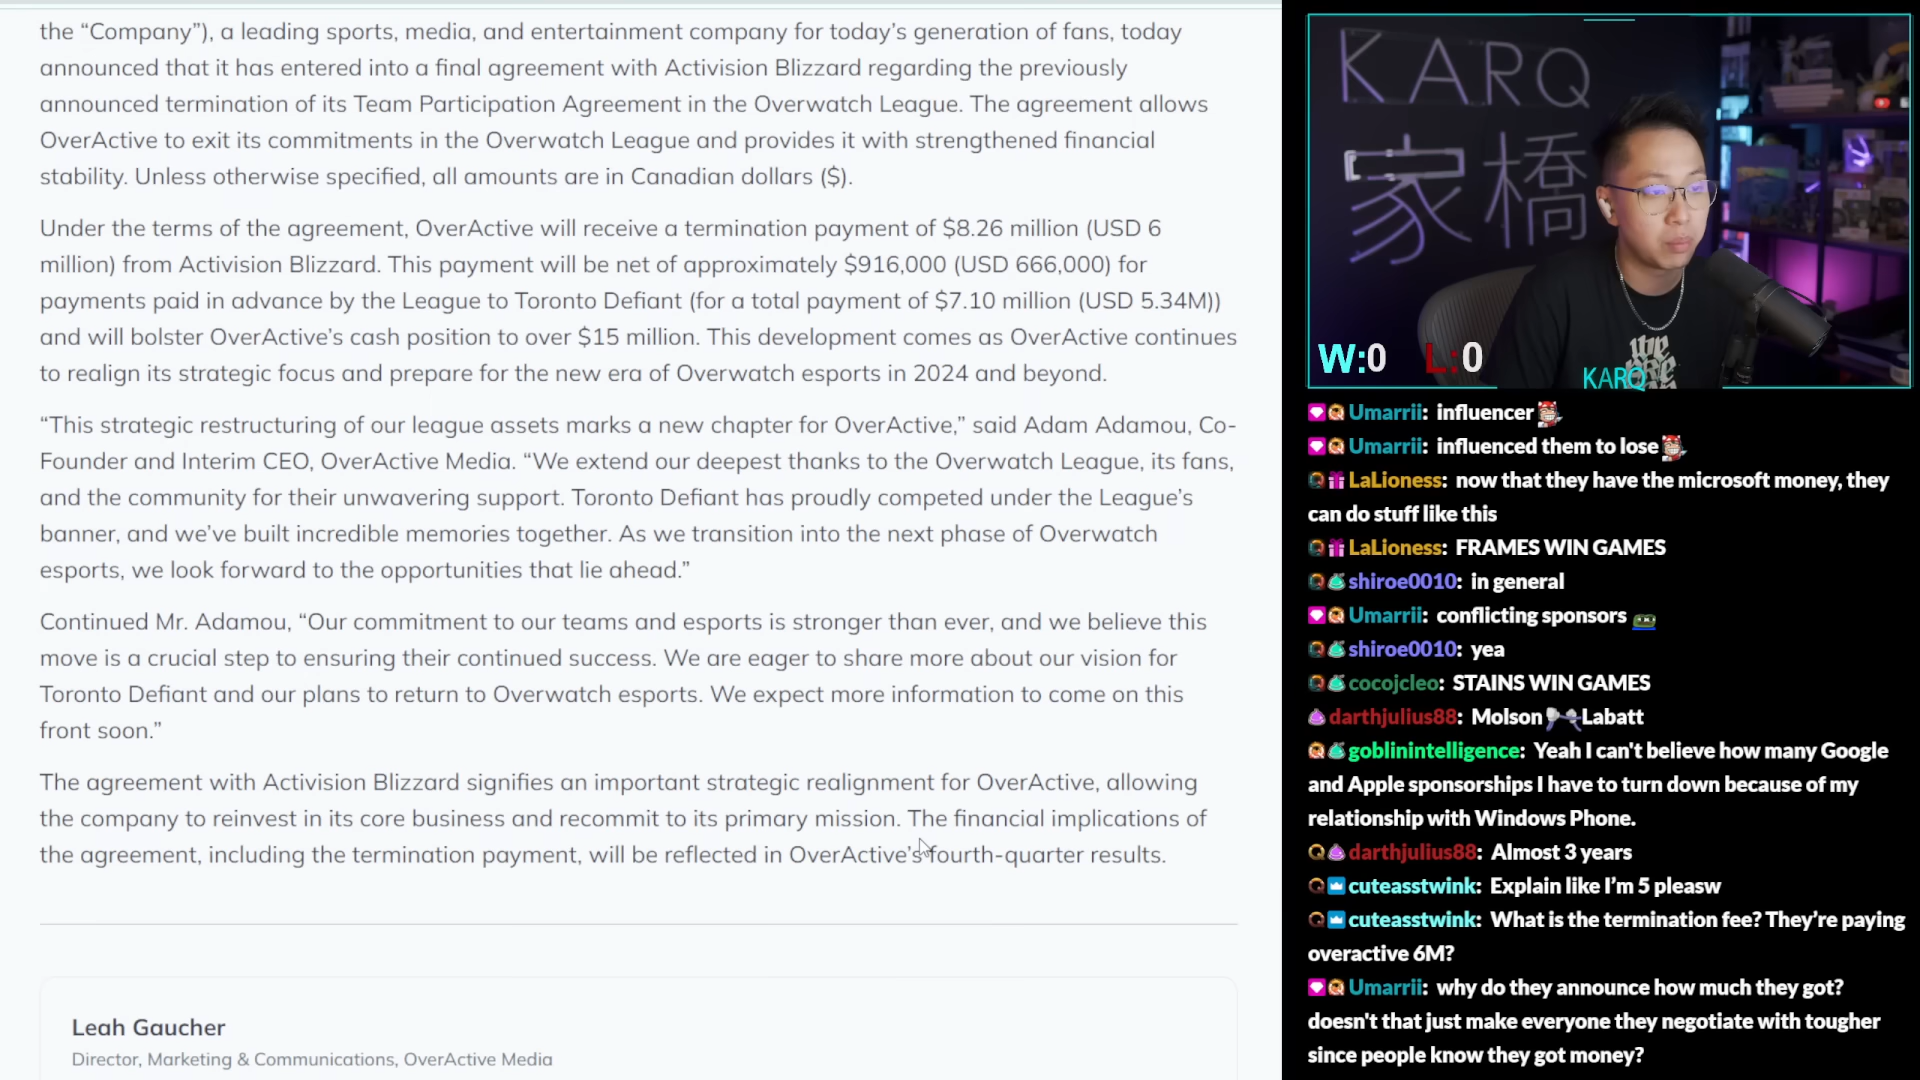 the “Company”), a leading sports, media, and entertainment company for today’s generation of fans, today
announced that it has entered into a final agreement with Activision Blizzard regarding the previously
announced termination of its Team Participation Agreement in the Overwatch League. The agreement allows
OverActive to exit its commitments in the Overwatch League and provides it with strengthened financial
stability. Unless otherwise specified, all amounts are in Canadian dollars ($).
Under the terms of the agreement, OverActive will receive a termination payment of $8.26 million (USD 6
million) from Activision Blizzard. This payment will be net of approximately $916,000 (USD 666,000) for
payments paid in advance by the League to Toronto Defiant (for a total payment of $7.10 million (USD 5.34M))
and will bolster OverActive’s cash position to over $15 million. This development comes as OverActive continues
to realign its strategic focus and prepare for the new era of Overwatch esports in 2024 and beyond.
“This strategic restructuring of our league assets marks a new chapter for OverActive,” said Adam Adamou, Co-
Founder and Interim CEO, OverActive Media. “We extend our deepest thanks to the Overwatch League, its fans,
and the community for their unwavering support. Toronto Defiant has proudly competed under the League’s
banner, and we’ve built incredible memories together. As we transition into the next phase of Overwatch
esports, we look forward to the opportunities that lie ahead.”
Continued Mr. Adamou, “Our commitment to our teams and esports is stronger than ever, and we believe this
move is a crucial step to ensuring their continued success. We are eager to share more about our vision for
Toronto Defiant and our plans to return to Overwatch esports. We expect more information to come on this
front soon.”
The agreement with Activision Blizzard signifies an important strategic realignment for OverActive, allowing
the company to reinvest in its core business and recommit to its primary mission. The financial implications of
the agreement, including the termination payment, will be reflected in OverActive’s fourth-quarter results.
Leah Gaucher
Director, Marketing & Communications, OverActive Media
KARQ
家橋
W:0 L:0
KARQ
Umarrii: influencer
Umarrii: influenced them to lose
LaLioness: now that they have the microsoft money, they
can do stuff like this
LaLioness: FRAMES WIN GAMES
shiroe0010: in general
Umarrii: conflicting sponsors
shiroe0010: yea
cocojcleo: STAINS WIN GAMES
darthjulius88: Molson Labatt
goblinintelligence: Yeah I can't believe how many Google
and Apple sponsorships I have to turn down because of my
relationship with Windows Phone.
darthjulius88: Almost 3 years
cuteasstwink: Explain like I’m 5 pleasw
cuteasstwink: What is the termination fee? They’re paying
overactive 6M?
Umarrii: why do they announce how much they got?
doesn't that just make everyone they negotiate with tougher
since people know they got money?